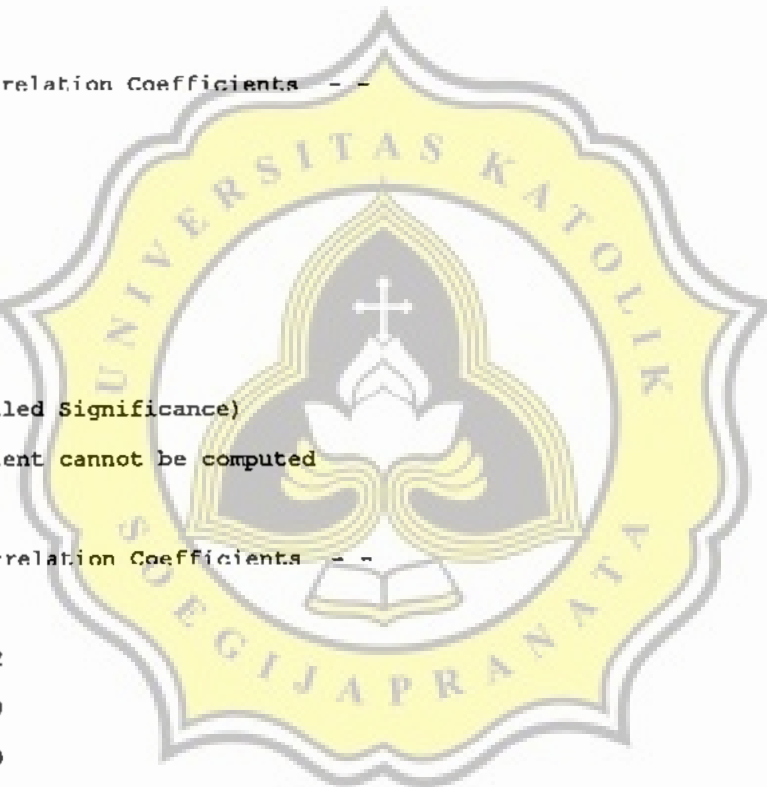 relation Coefficients - -
UNIVERSITAS KATOLIK
led Significance)
ent cannot be computed
relation Coefficients - -
SOEGIJAPRANATA